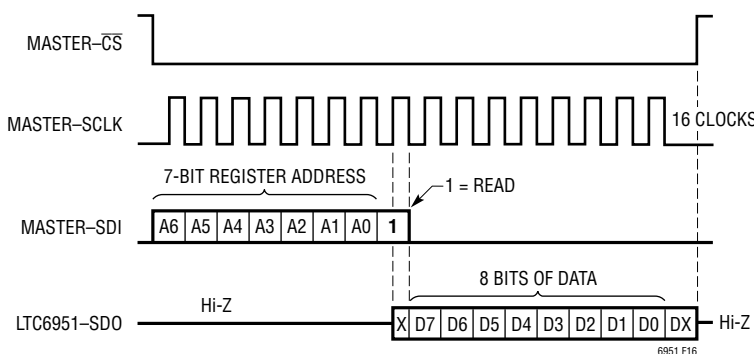 MASTER–CS
MASTER–SCLK
16 CLOCKS
7-BIT REGISTER ADDRESS
1 = READ
MASTER–SDI
A6 A5 A4 A3 A2 A1 A0 1
8 BITS OF DATA
Hi-Z
LTC6951–SDO
X D7 D6 D5 D4 D3 D2 D1 D0 DX
Hi-Z
6951 F16